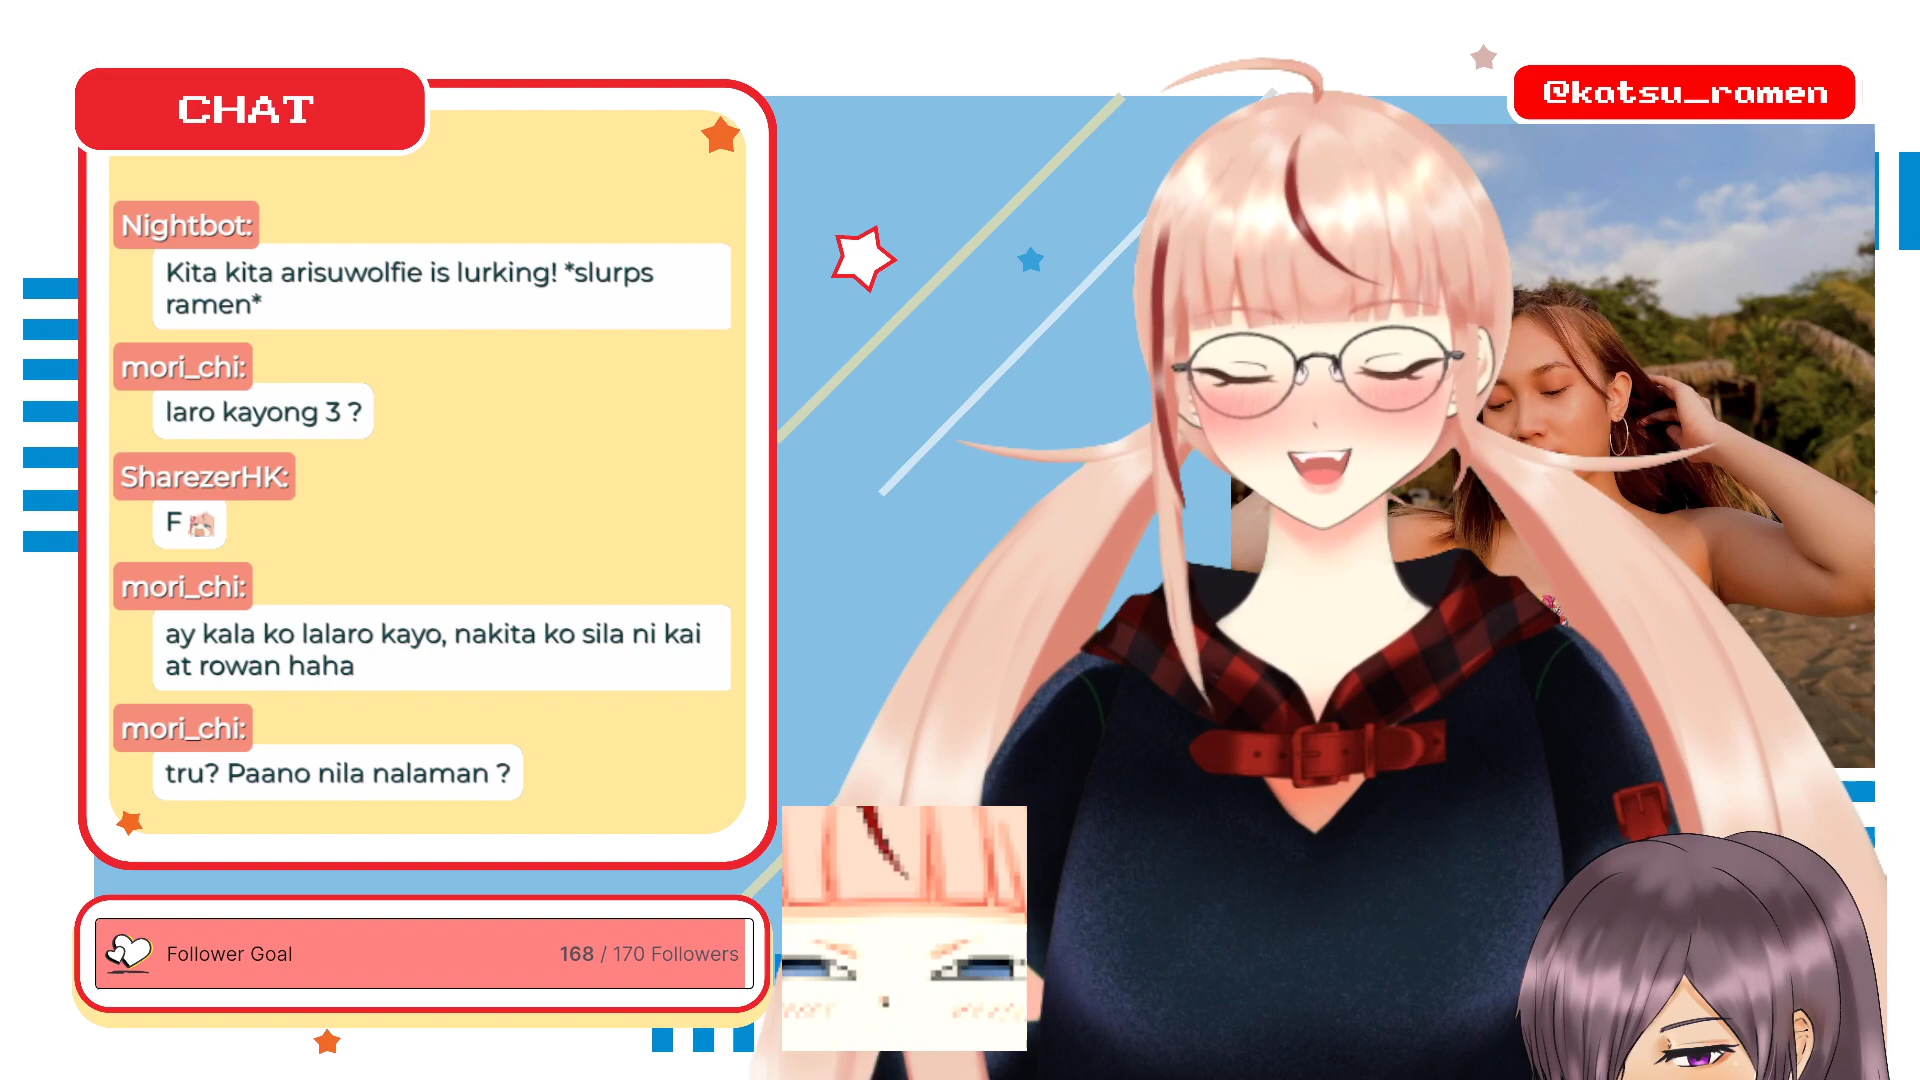 CHAT
@katsu_ramen
Nightbot:
Kita kita arisuwolfie is lurking! *slurps
ramen*
mori_chi:
laro kayong 3 ?
SharezerHK:
F
mori_chi:
ay kala ko lalaro kayo, nakita ko sila ni kai
at rowan haha
mori_chi:
tru? Paano nila nalaman ?
Follower Goal
168 / 170 Followers